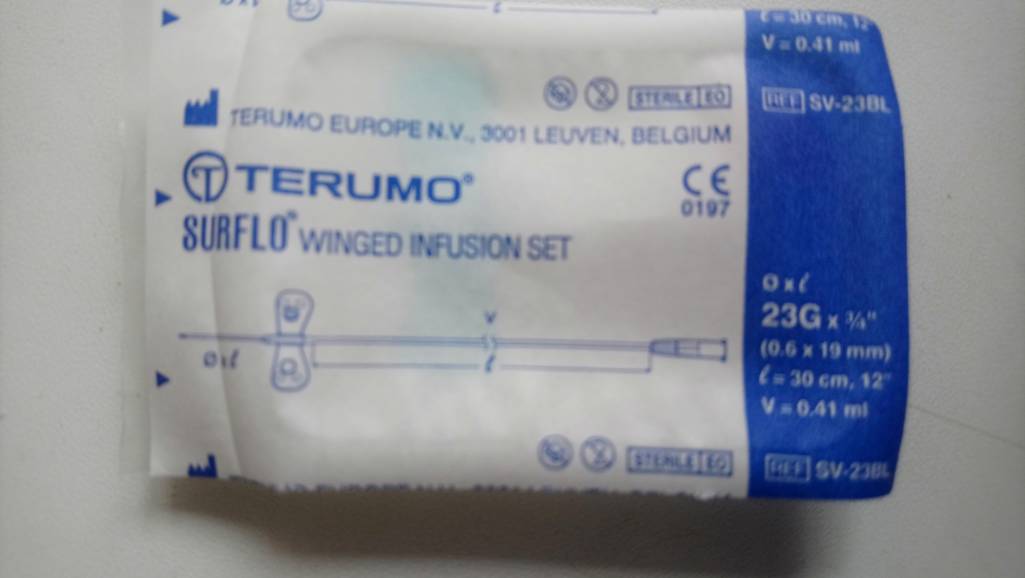 ℓ = 30 cm, 12"
V = 0.41 ml
STERILE EO
REF SV-23BL
TERUMO EUROPE N.V., 3001 LEUVEN, BELGIUM
TERUMO®
CE
0197
SURFLO® WINGED INFUSION SET
V
Ø x ℓ
ℓ
Ø x ℓ
23G x ¾"
(0.6 x 19 mm)
ℓ = 30 cm, 12"
V = 0.41 ml
STERILE EO
REF SV-23BL